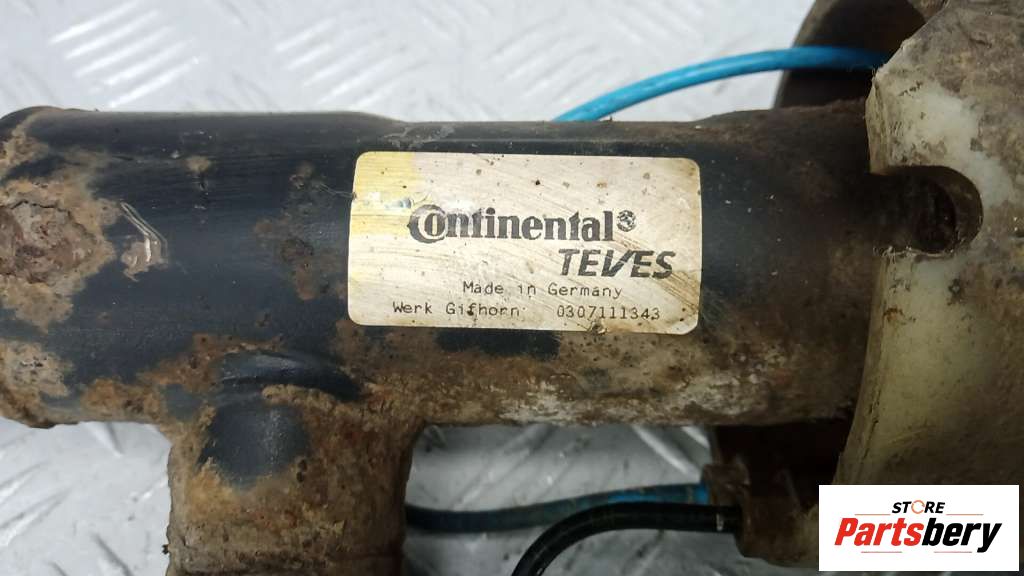 Continental
TEVES
Made in Germany
Werk Gifhorn 0307111343
STORE
Partsbery